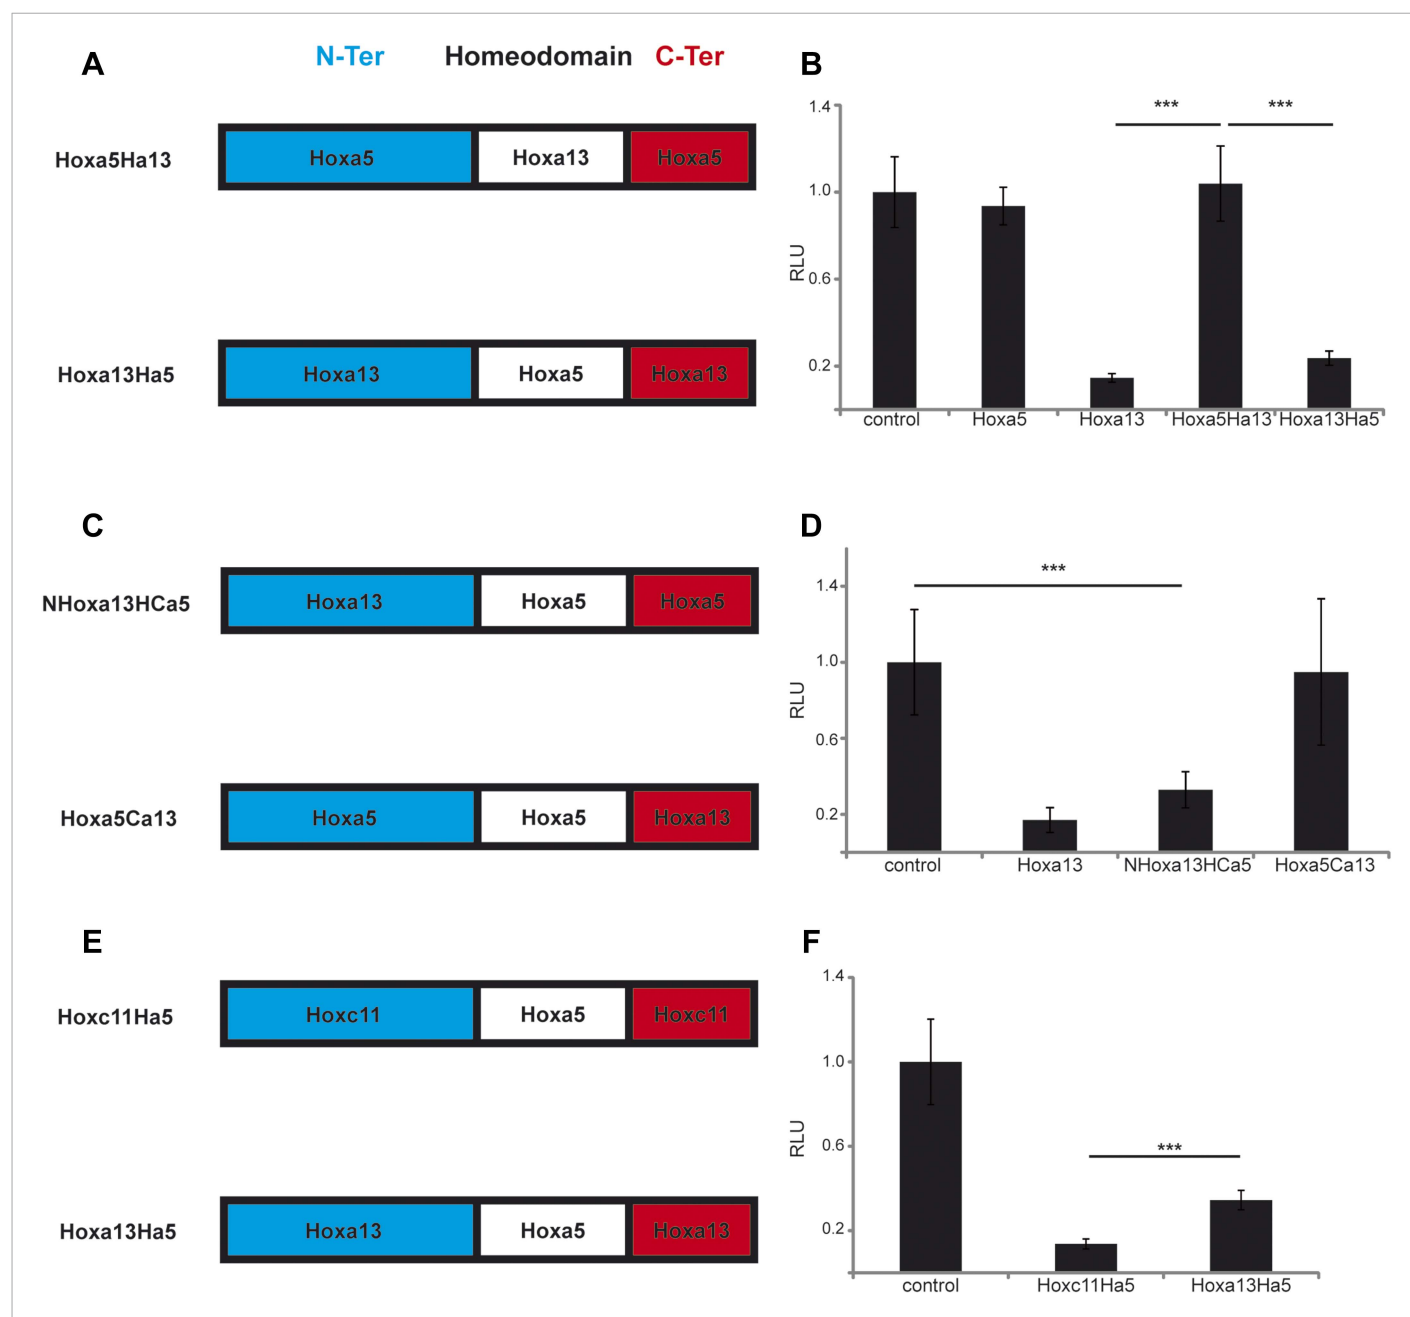 A
N-Ter Homeodomain C-Ter
Hoxa5Ha13
Hoxa5 Hoxa13 Hoxa5
Hoxa13Ha5
Hoxa13 Hoxa5 Hoxa13
B
1.4
1.0
0.6
0.2
RLU
*** ***
control Hoxa5 Hoxa13 Hoxa5Ha13 Hoxa13Ha5
C
NHoxa13HCa5
Hoxa13 Hoxa5 Hoxa5
Hoxa5Ca13
Hoxa5 Hoxa5 Hoxa13
D
1.4
1.0
0.6
0.2
RLU
***
control Hoxa13 NHoxa13HCa5 Hoxa5Ca13
E
Hoxc11Ha5
Hoxc11 Hoxa5 Hoxc11
Hoxa13Ha5
Hoxa13 Hoxa5 Hoxa13
F
1.4
1.0
0.6
0.2
RLU
***
control Hoxc11Ha5 Hoxa13Ha5